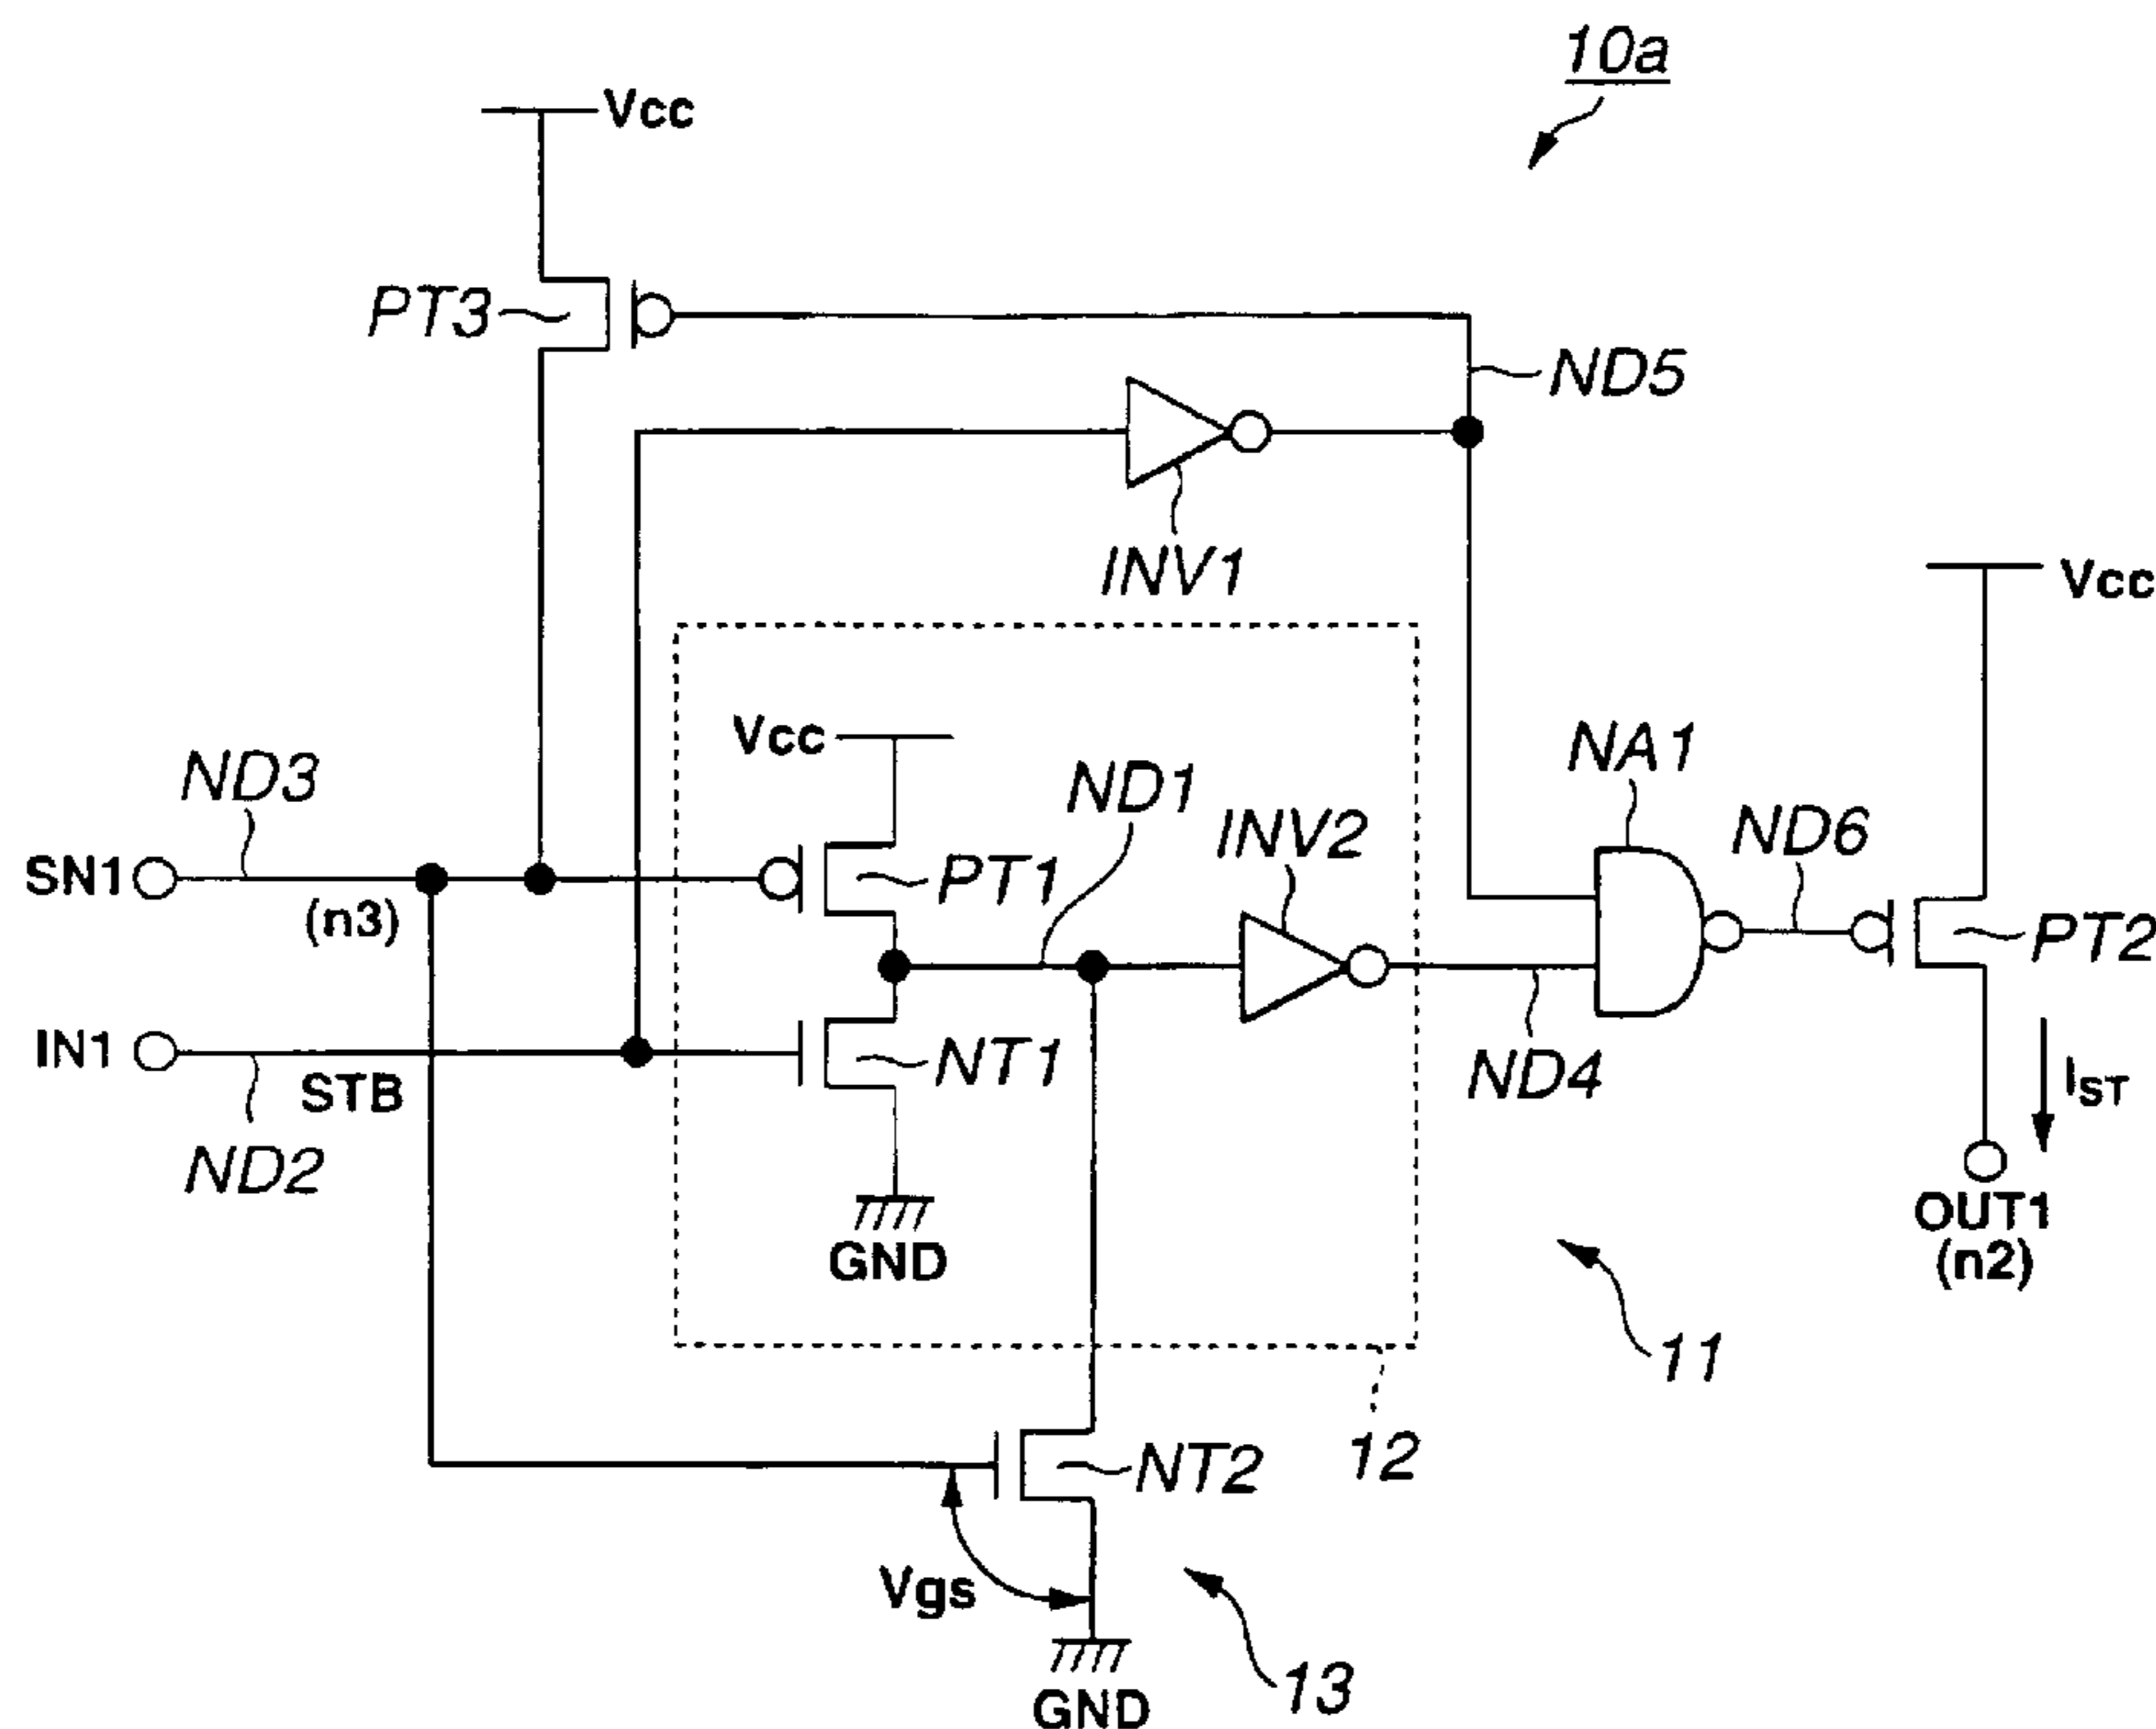 10a
Vcc
PT3
ND5
INV1
Vcc
Vcc
ND3
ND1
NA1
INV2
ND6
SN1
(n3)
PT1
PT2
IN1
STB
NT1
ND4
IST
ND2
OUT1
(n2)
GND
11
12
NT2
Vgs
13
GND